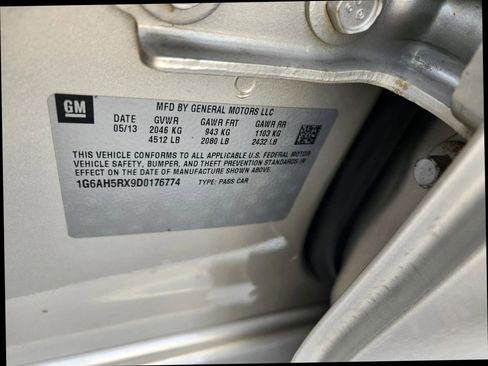 GM
MFD BY GENERAL MOTORS LLC
DATE GVWR GAWR FRT GAWR RR
05/13 2046 KG 943 KG 1103 KG
4512 LB 2080 LB 2432 LB
THIS VEHICLE CONFORMS TO ALL APPLICABLE U.S. FEDERAL MOTOR
VEHICLE SAFETY, BUMPER, AND THEFT PREVENTION STANDARDS IN
EFFECT ON THE DATE OF MANUFACTURE SHOWN ABOVE.
1G6AH5RX9D0176774 TYPE: PASS CAR